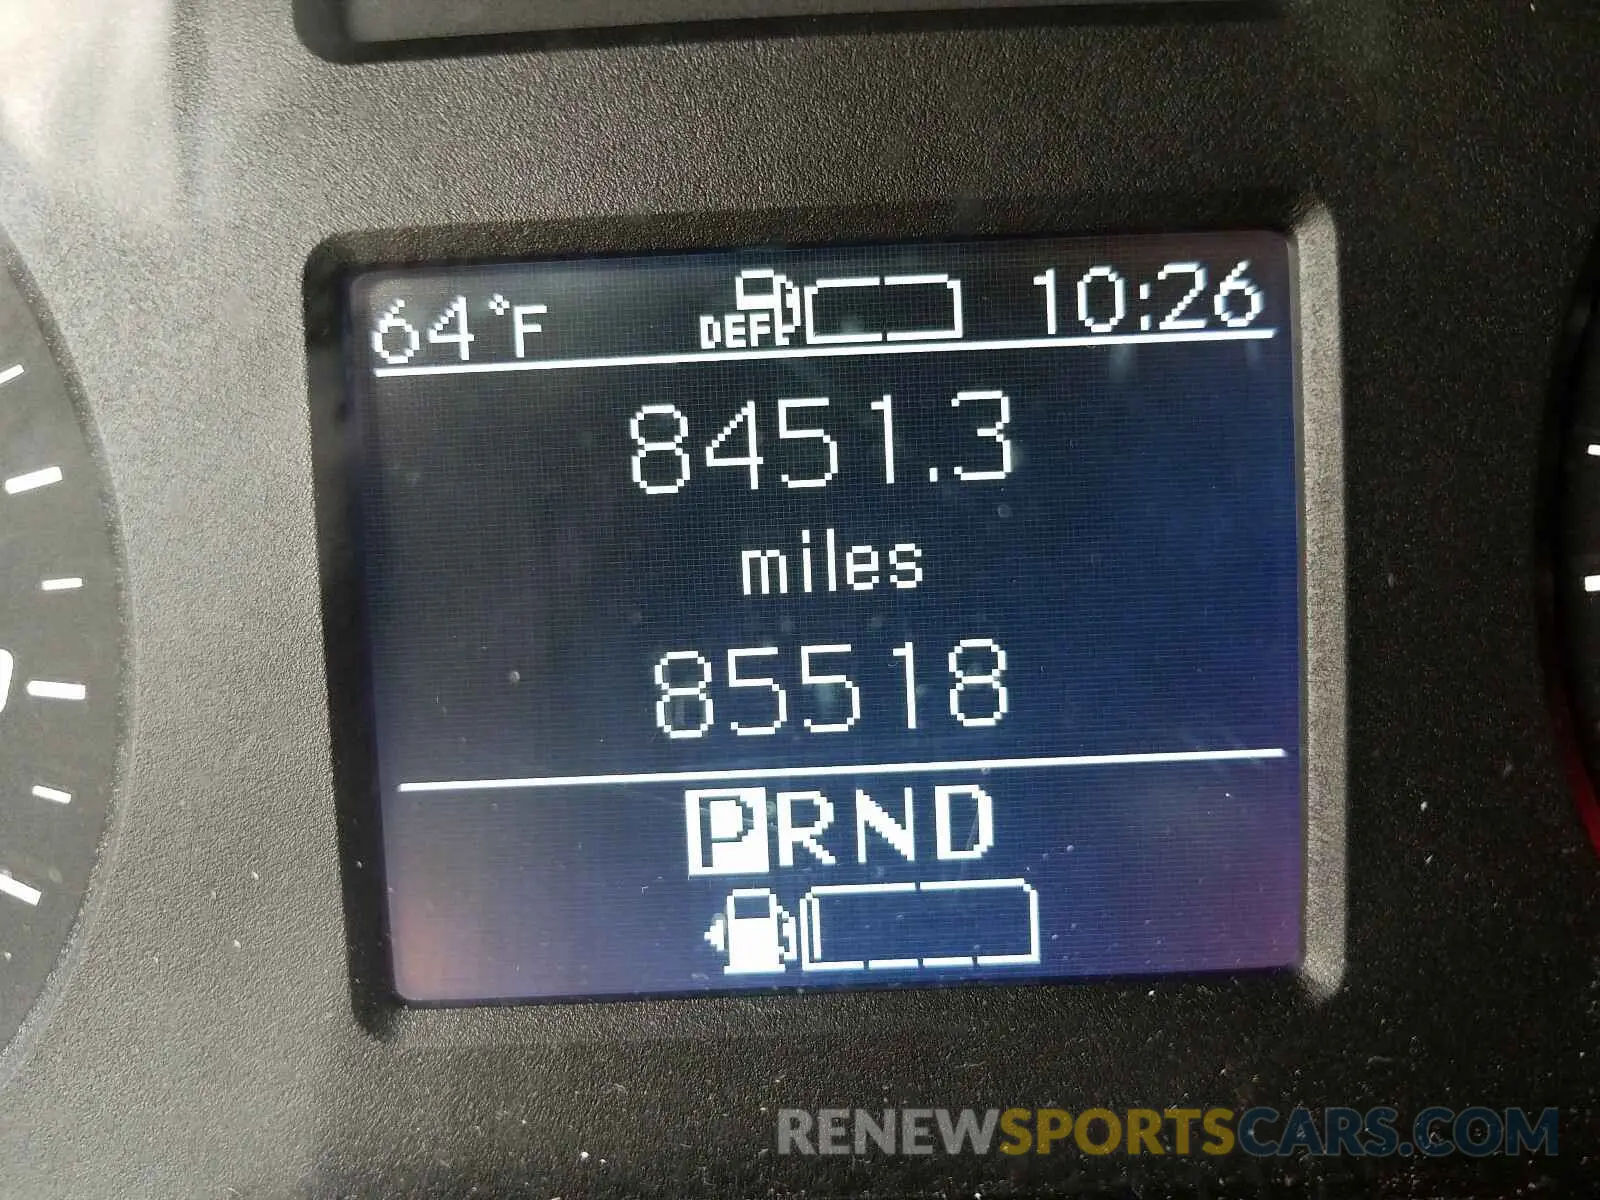 64°F DEF 10:26
8451.3
miles
85518
PRND
RENEWSPORTSCARS.COM